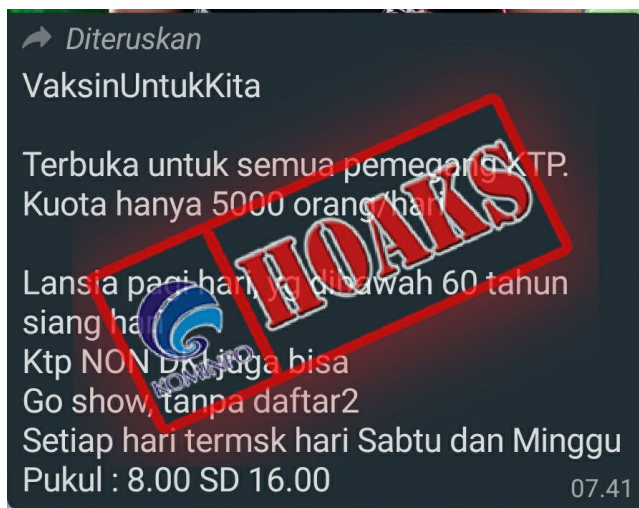 Diteruskan
VaksinUntukKita
Terbuka untuk semua pemegang KTP.
Kuota hanya 5000 orang/hari
Lansia pagi hari, yg dibawah 60 tahun
siang hari
Ktp NON DKI juga bisa
Go show, tanpa daftar2
Setiap hari termsk hari Sabtu dan Minggu
Pukul : 8.00 SD 16.00
07.41
HOAKS
KOMINFO